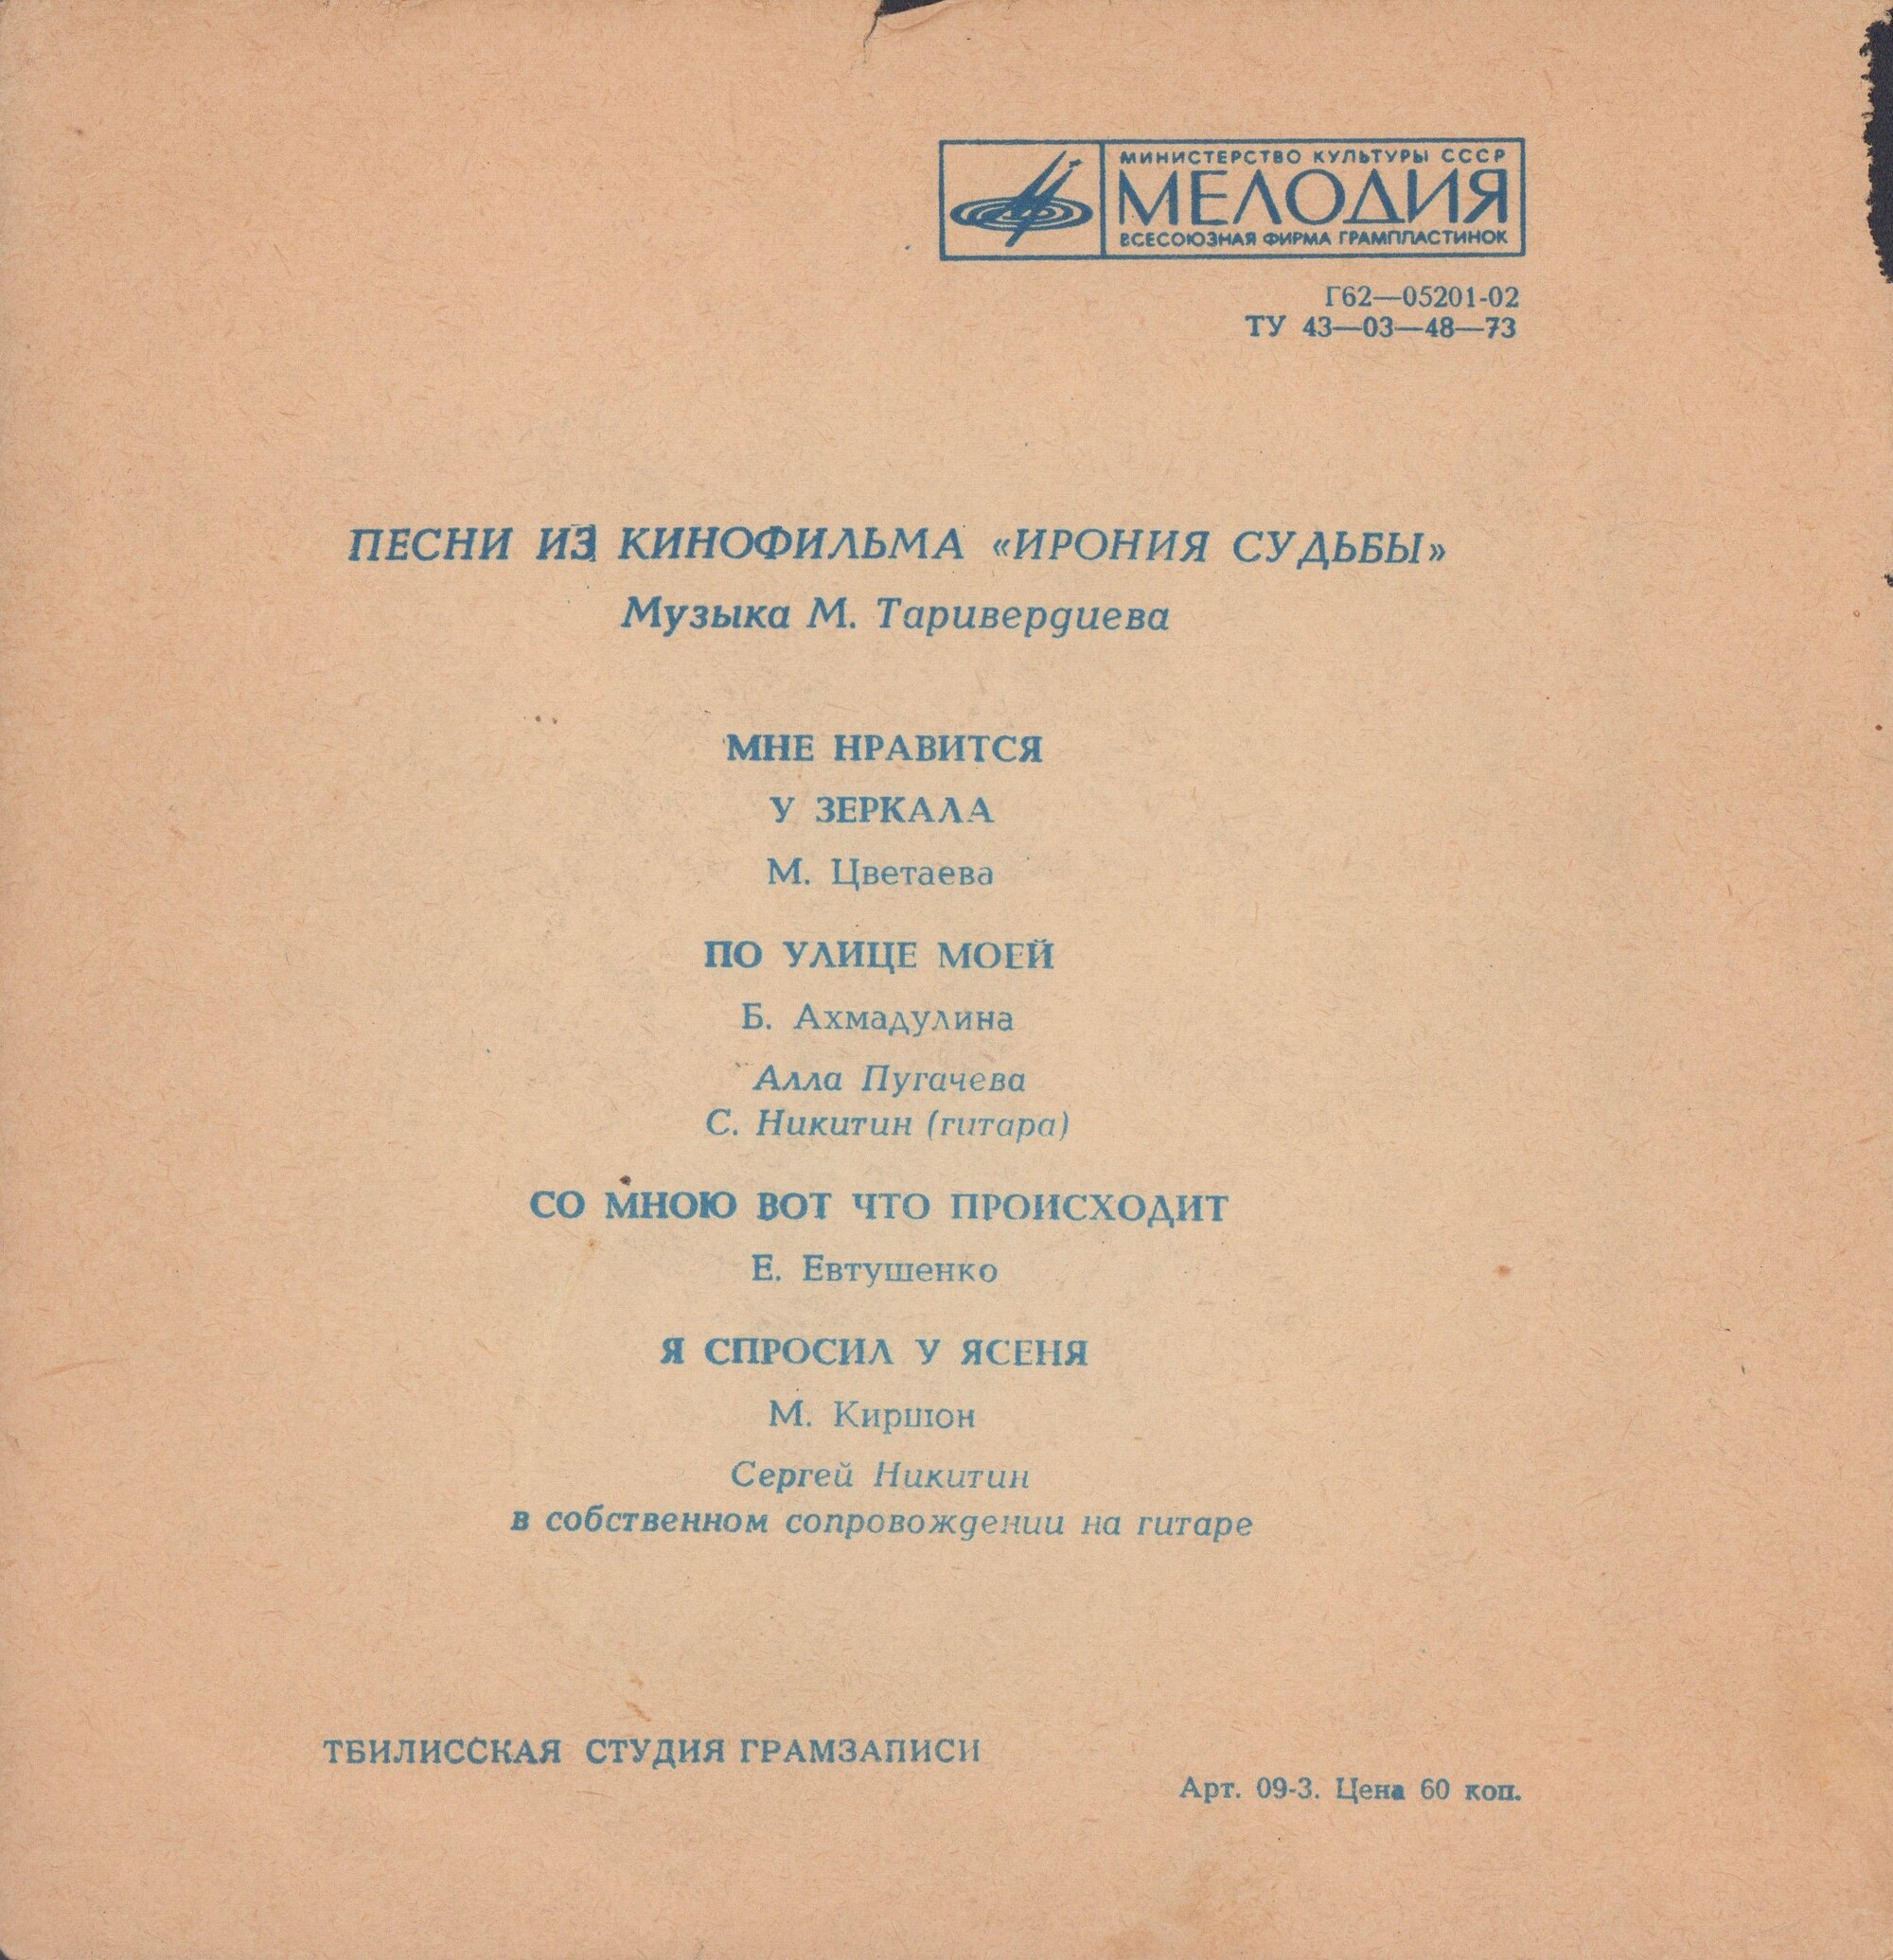 МИНИСТЕРСТВО КУЛЬТУРЫ СССР
МЕЛОДИЯ
ВСЕСОЮЗНАЯ ФИРМА ГРАМПЛАСТИНОК
Г62—05201-02
ТУ 43—03—48—73
ПЕСНИ ИЗ КИНОФИЛЬМА «ИРОНИЯ СУДЬБЫ»
Музыка М. Таривердиева
МНЕ НРАВИТСЯ
У ЗЕРКАЛА
М. Цветаева
ПО УЛИЦЕ МОЕЙ
Б. Ахмадулина
Алла Пугачева
С. Никитин (гитара)
СО МНОЮ ВОТ ЧТО ПРОИСХОДИТ
Е. Евтушенко
Я СПРОСИЛ У ЯСЕНЯ
М. Киршон
Сергей Никитин
в собственном сопровождении на гитаре
ТБИЛИССКАЯ СТУДИЯ ГРАМЗАПИСИ
Арт. 09-3. Цена 60 коп.